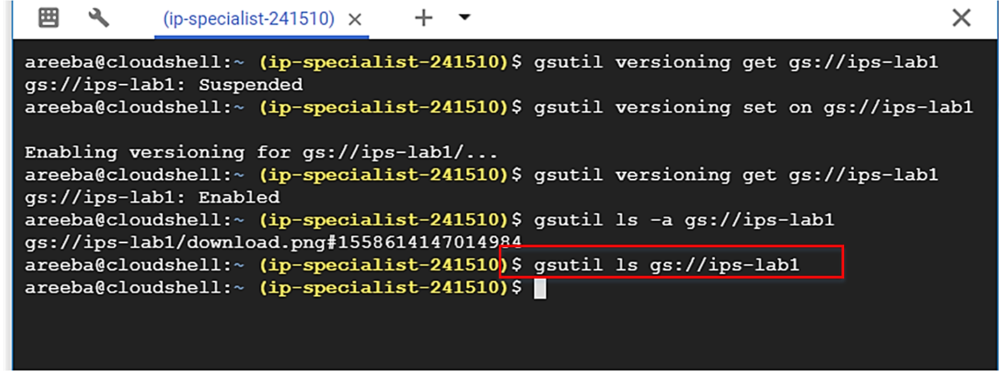 (ip-specialist-241510)
areeba@cloudshell:~ (ip-specialist-241510)$ gsutil versioning get gs://ips-lab1
gs://ips-lab1: Suspended
areeba@cloudshell:~ (ip-specialist-241510)$ gsutil versioning set on gs://ips-lab1
Enabling versioning for gs://ips-lab1/...
areeba@cloudshell:~ (ip-specialist-241510)$ gsutil versioning get gs://ips-lab1
gs://ips-lab1: Enabled
areeba@cloudshell:~ (ip-specialist-241510)$ gsutil ls -a gs://ips-lab1
gs://ips-lab1/download.png#1558614147014984
areeba@cloudshell:~ (ip-specialist-241510)$ gsutil ls gs://ips-lab1
areeba@cloudshell:~ (ip-specialist-241510)$